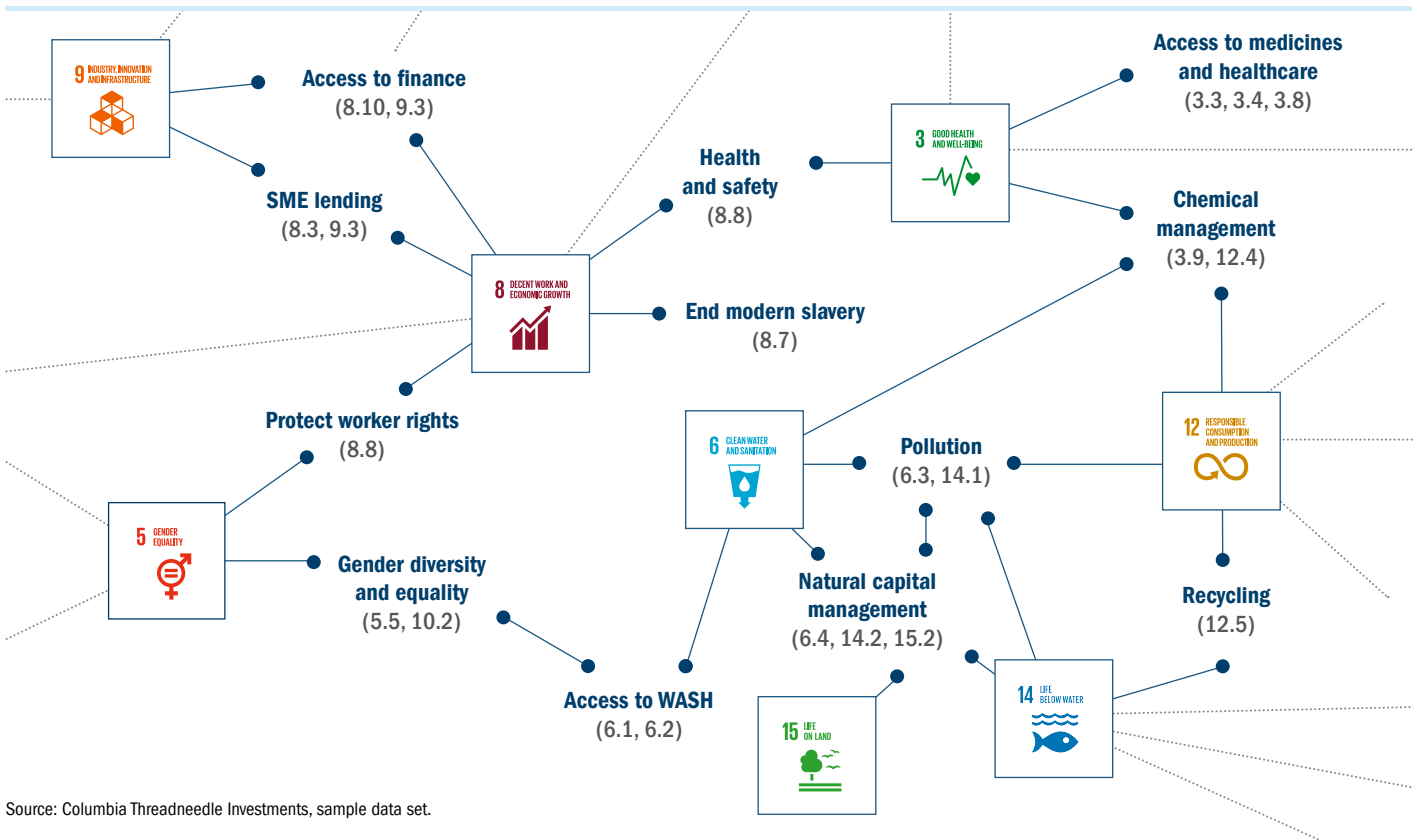 9 INDUSTRY, INNOVATION
AND INFRASTRUCTURE
Access to finance
(8.10, 9.3)
SME lending
(8.3, 9.3)
Health
and safety
(8.8)
3 GOOD HEALTH
AND WELL-BEING
Access to medicines
and healthcare
(3.3, 3.4, 3.8)
Chemical
management
(3.9, 12.4)
8 DECENT WORK AND
ECONOMIC GROWTH
End modern slavery
(8.7)
Protect worker rights
(8.8)
6 CLEAN WATER
AND SANITATION
Pollution
(6.3, 14.1)
12 RESPONSIBLE
CONSUMPTION
AND PRODUCTION
5 GENDER
EQUALITY
Gender diversity
and equality
(5.5, 10.2)
Natural capital
management
(6.4, 14.2, 15.2)
Recycling
(12.5)
Access to WASH
(6.1, 6.2)
15 LIFE
ON LAND
14 LIFE
BELOW WATER
Source: Columbia Threadneedle Investments, sample data set.